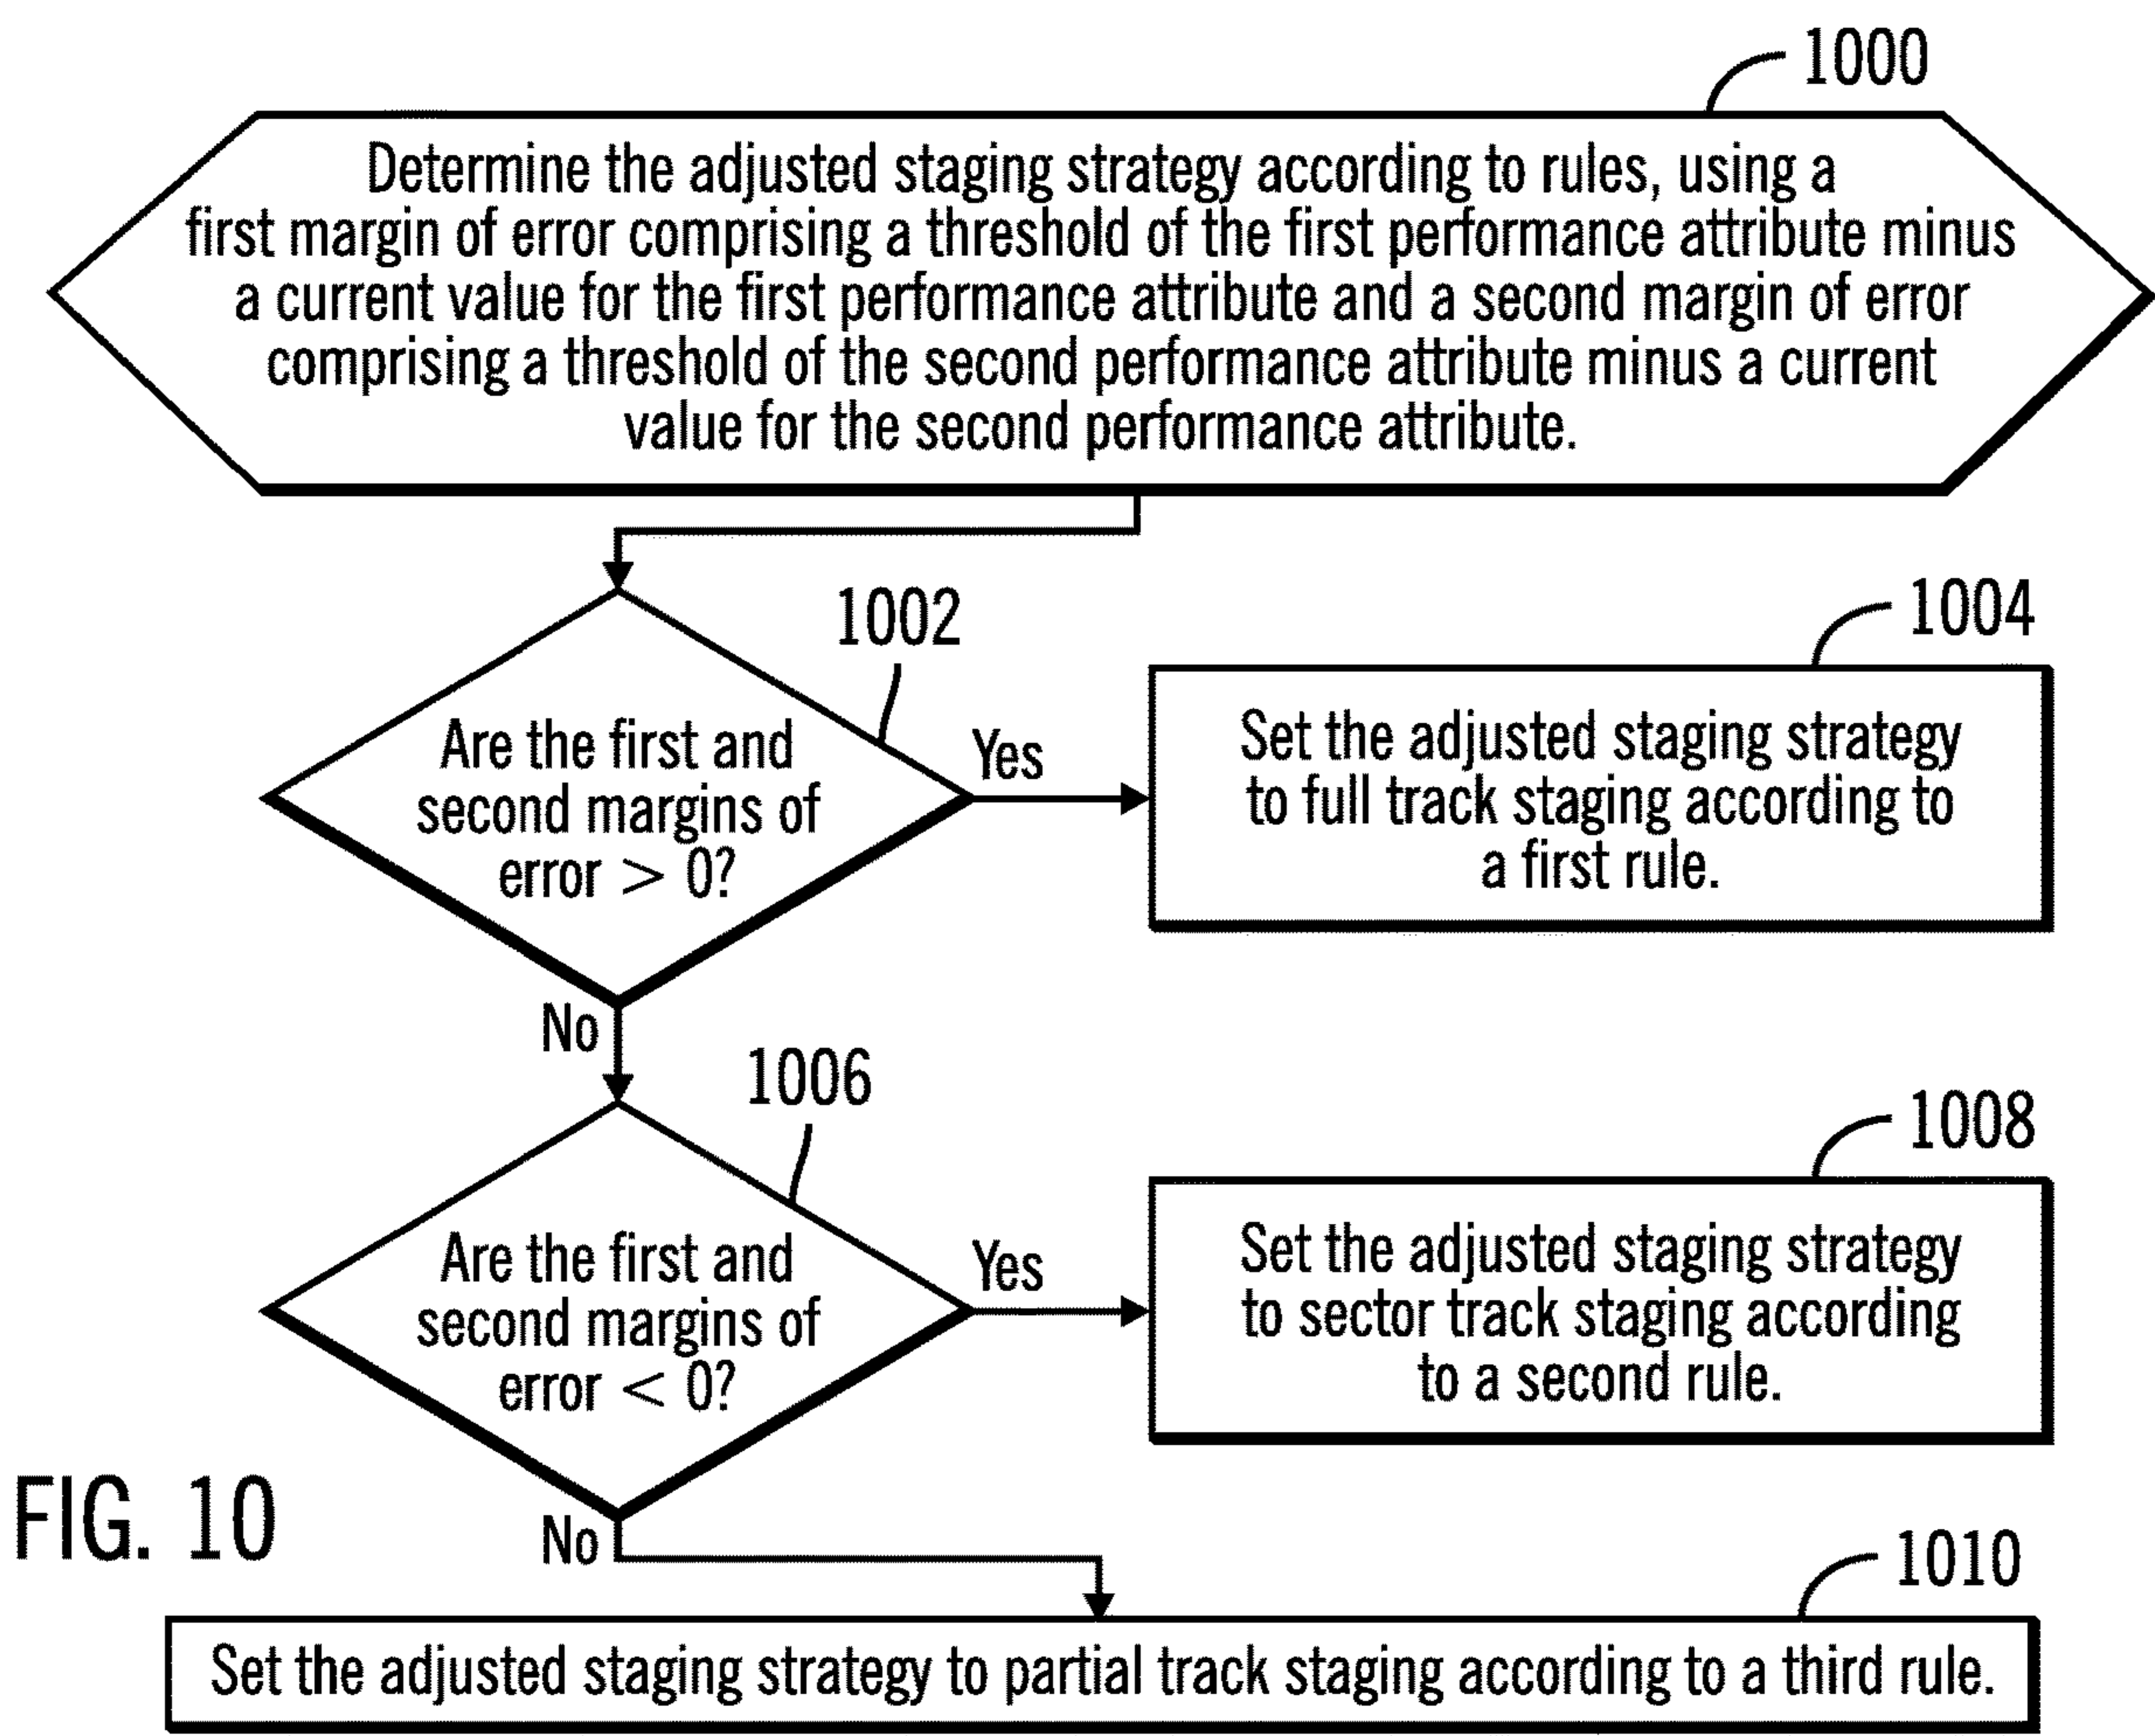 1000
Determine the adjusted staging strategy according to rules, using a
first margin of error comprising a threshold of the first performance attribute minus
a current value for the first performance attribute and a second margin of error
comprising a threshold of the second performance attribute minus a current
value for the second performance attribute.
1002
Are the first and
second margins of
error > 0?
Yes
1004
Set the adjusted staging strategy
to full track staging according to
a first rule.
No
1006
Are the first and
second margins of
error < 0?
Yes
1008
Set the adjusted staging strategy
to sector track staging according
to a second rule.
No
1010
Set the adjusted staging strategy to partial track staging according to a third rule.
FIG. 10